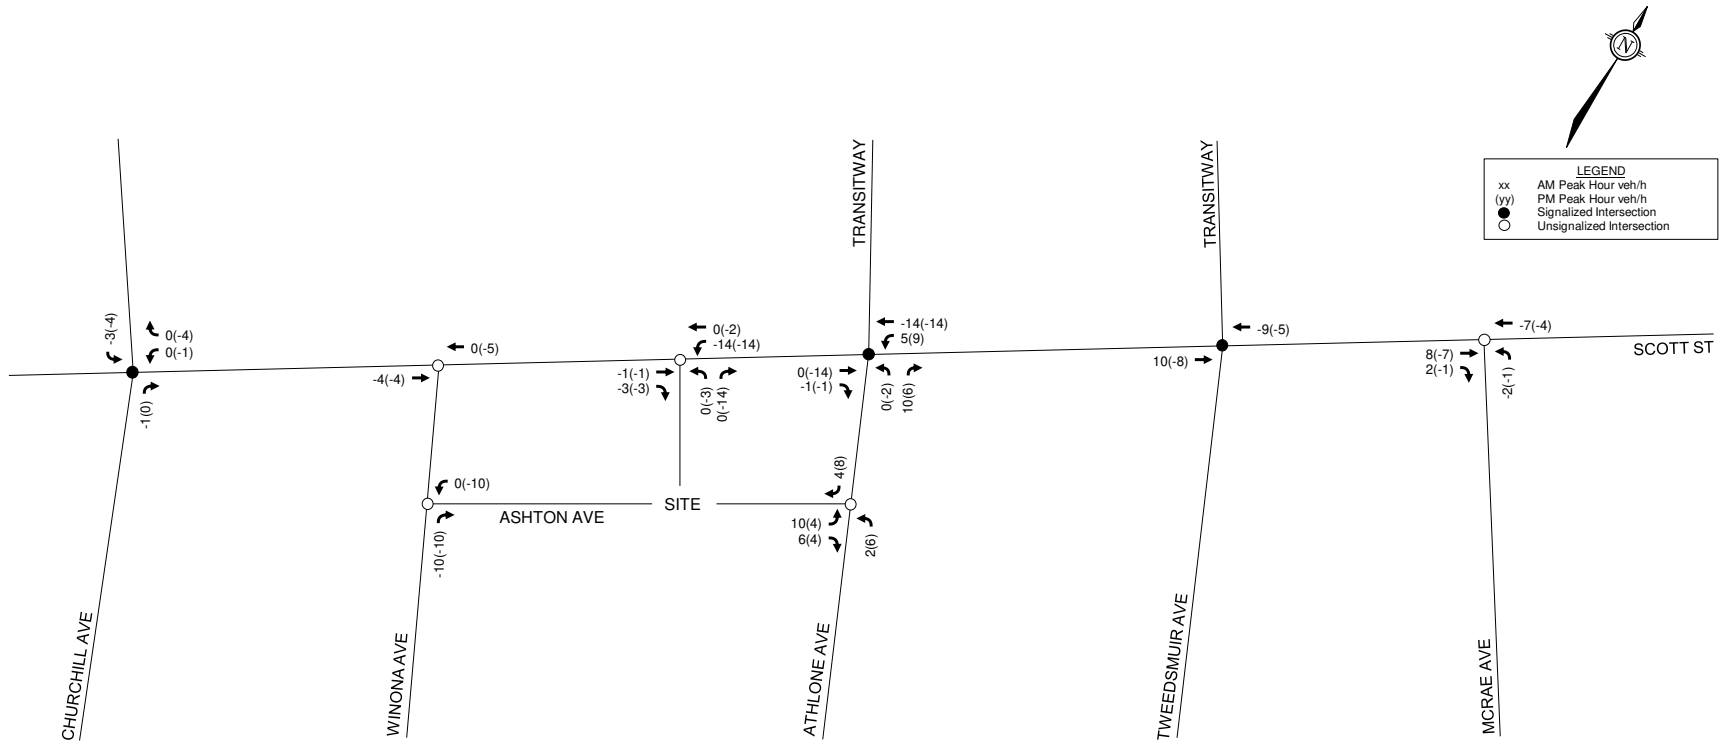 N
TRANSITWAY
TRANSITWAY
LEGEND
xx AM Peak Hour veh/h
(yy) PM Peak Hour veh/h
Signalized Intersection
Unsignalized Intersection
-3(-4)
0(-4)
0(-1)
-1(0)
0(-5)
-4(-4)
0(-2)
-14(-14)
-1(-1)
-3(-3)
0(-3)
0(-14)
-14(-14)
5(9)
0(-14)
-1(-1)
0(-2)
10(6)
-9(-5)
10(-8)
-7(-4)
8(-7)
2(-1)
-2(-1)
SCOTT ST
0(-10)
-10(-10)
ASHTON AVE
SITE
4(8)
10(4)
6(4)
2(6)
CHURCHILL AVE
WINONA AVE
ATHLONE AVE
TWEEDSMUIR AVE
MCRAE AVE